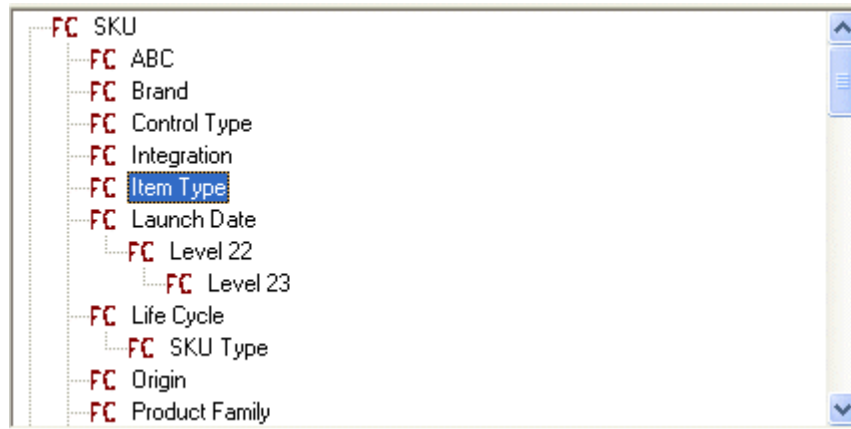 FC SKU
FC ABC
FC Brand
FC Control Type
FC Integration
FC Item Type
FC Launch Date
FC Level 22
FC Level 23
FC Life Cycle
FC SKU Type
FC Origin
FC Product Family